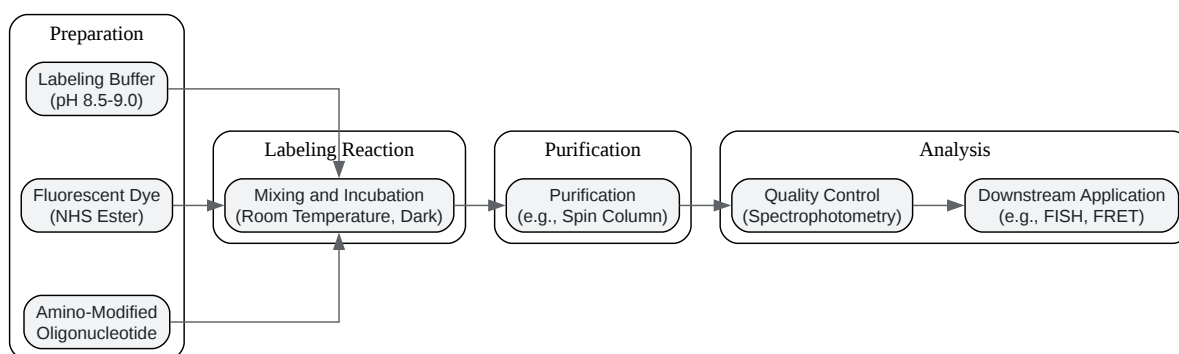 Preparation
Labeling Buffer
(pH 8.5-9.0)
Fluorescent Dye
(NHS Ester)
Amino-Modified
Oligonucleotide
Labeling Reaction
Mixing and Incubation
(Room Temperature, Dark)
Purification
Purification
(e.g., Spin Column)
Analysis
Quality Control
(Spectrophotometry)
Downstream Application
(e.g., FISH, FRET)